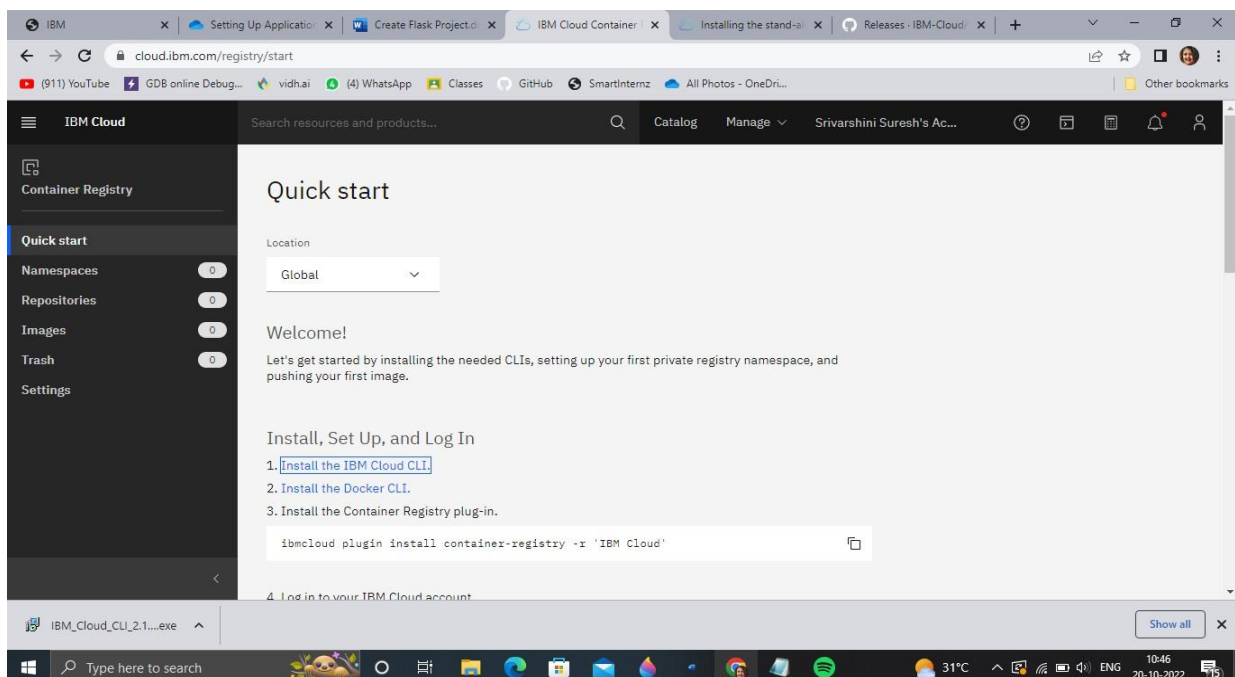 IBM
Setting Up Application
Create Flask Project.d
IBM Cloud Container
Installing the stand-al
Releases · IBM-Cloud/
cloud.ibm.com/registry/start
(911) YouTube
GDB online Debug...
vidh.ai
(4) WhatsApp
Classes
GitHub
SmartInternz
All Photos - OneDri...
Other bookmarks
IBM Cloud
Search resources and products...
Catalog
Manage
Srivarshini Suresh's Ac...
Container Registry
Quick start
Namespaces 0
Repositories 0
Images 0
Trash 0
Settings
Quick start
Location
Global
Welcome!
Let's get started by installing the needed CLIs, setting up your first private registry namespace, and
pushing your first image.
Install, Set Up, and Log In
1. Install the IBM Cloud CLI.
2. Install the Docker CLI.
3. Install the Container Registry plug-in.
ibmcloud plugin install container-registry -r 'IBM Cloud'
4. Log in to your IBM Cloud account
IBM_Cloud_CLI_2.1....exe
Show all
Type here to search
31°C
ENG
10:46
20-10-2022
15